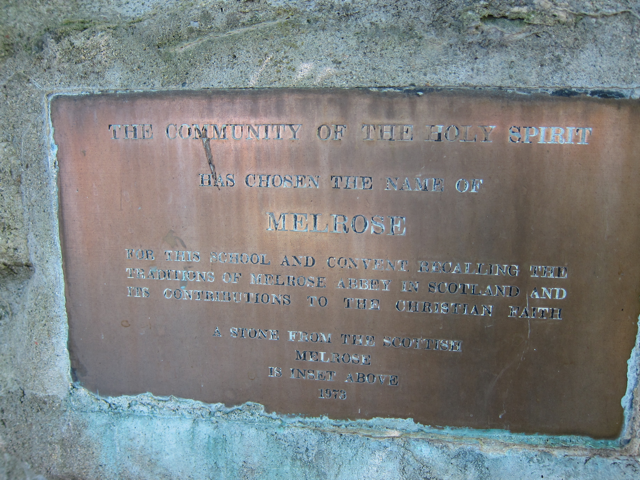 THE COMMUNITY OF THE HOLY SPIRIT
HAS CHOSEN THE NAME OF
MELROSE
FOR THIS SCHOOL AND CONVENT RECALLING THE
TRADITIONS OF MELROSE ABBEY IN SCOTLAND AND
ITS CONTRIBUTIONS TO THE CHRISTIAN FAITH
A STONE FROM THE SCOTTISH
MELROSE
IS INSET ABOVE